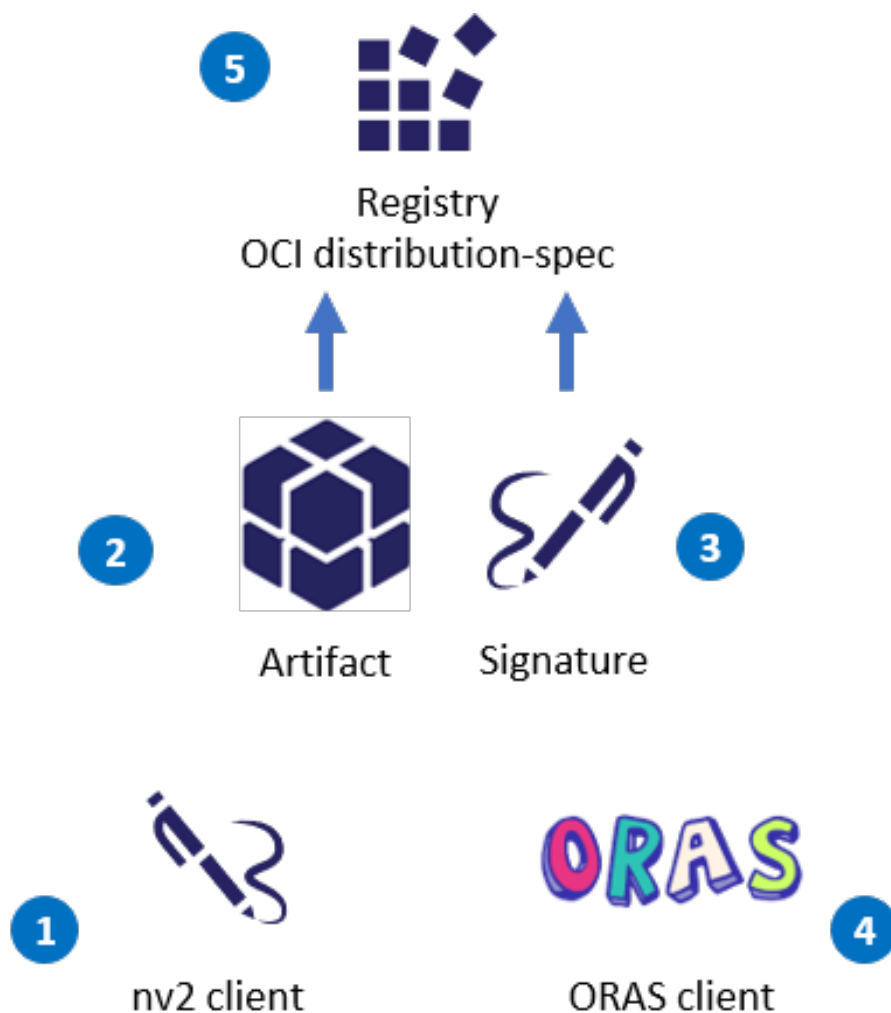 5
Registry
OCI distribution-spec
2
3
Artifact
Signature
ORAS
1
4
nv2 client
ORAS client